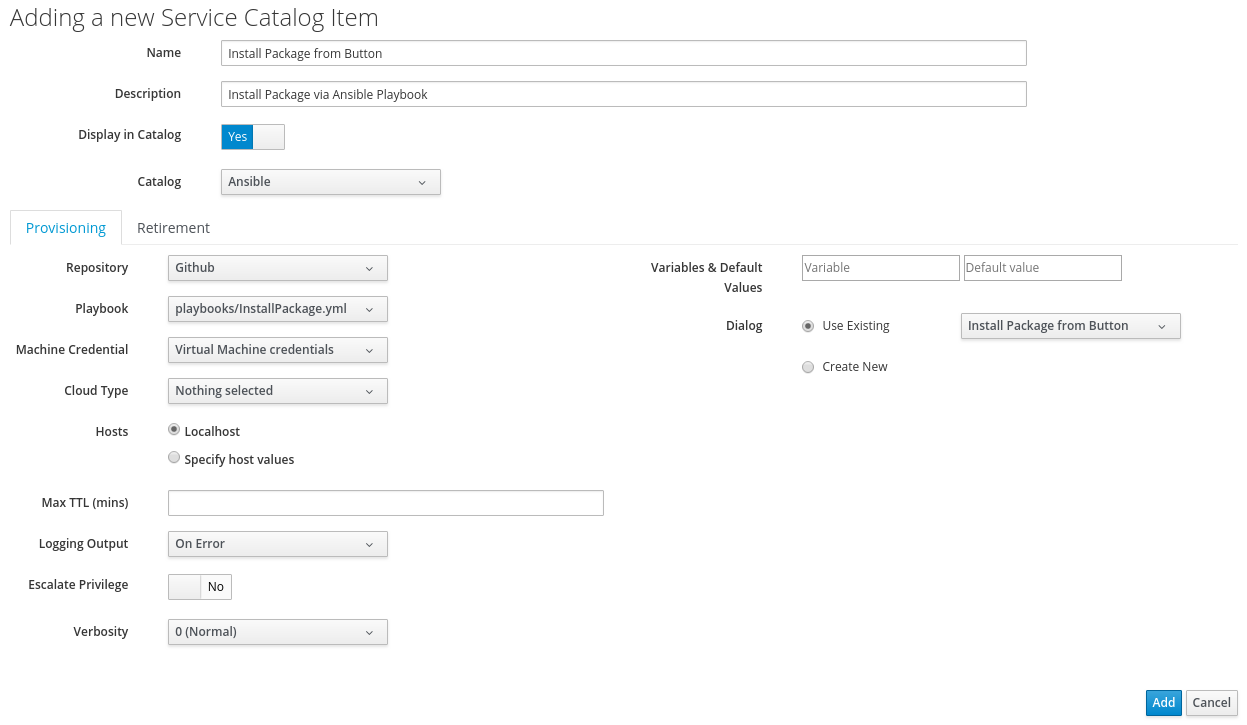 Adding a new Service Catalog Item
Name Install Package from Button
Description Install Package via Ansible Playbook
Display in Catalog Yes
Catalog Ansible
Provisioning Retirement
Repository Github
Playbook playbooks/InstallPackage.yml
Machine Credential Virtual Machine credentials
Cloud Type Nothing selected
Hosts Localhost
Specify host values
Max TTL (mins)
Logging Output On Error
Escalate Privilege No
Verbosity 0 (Normal)
Variables & Default Variable Default value
Values
Dialog Use Existing Install Package from Button
Create New
Add Cancel